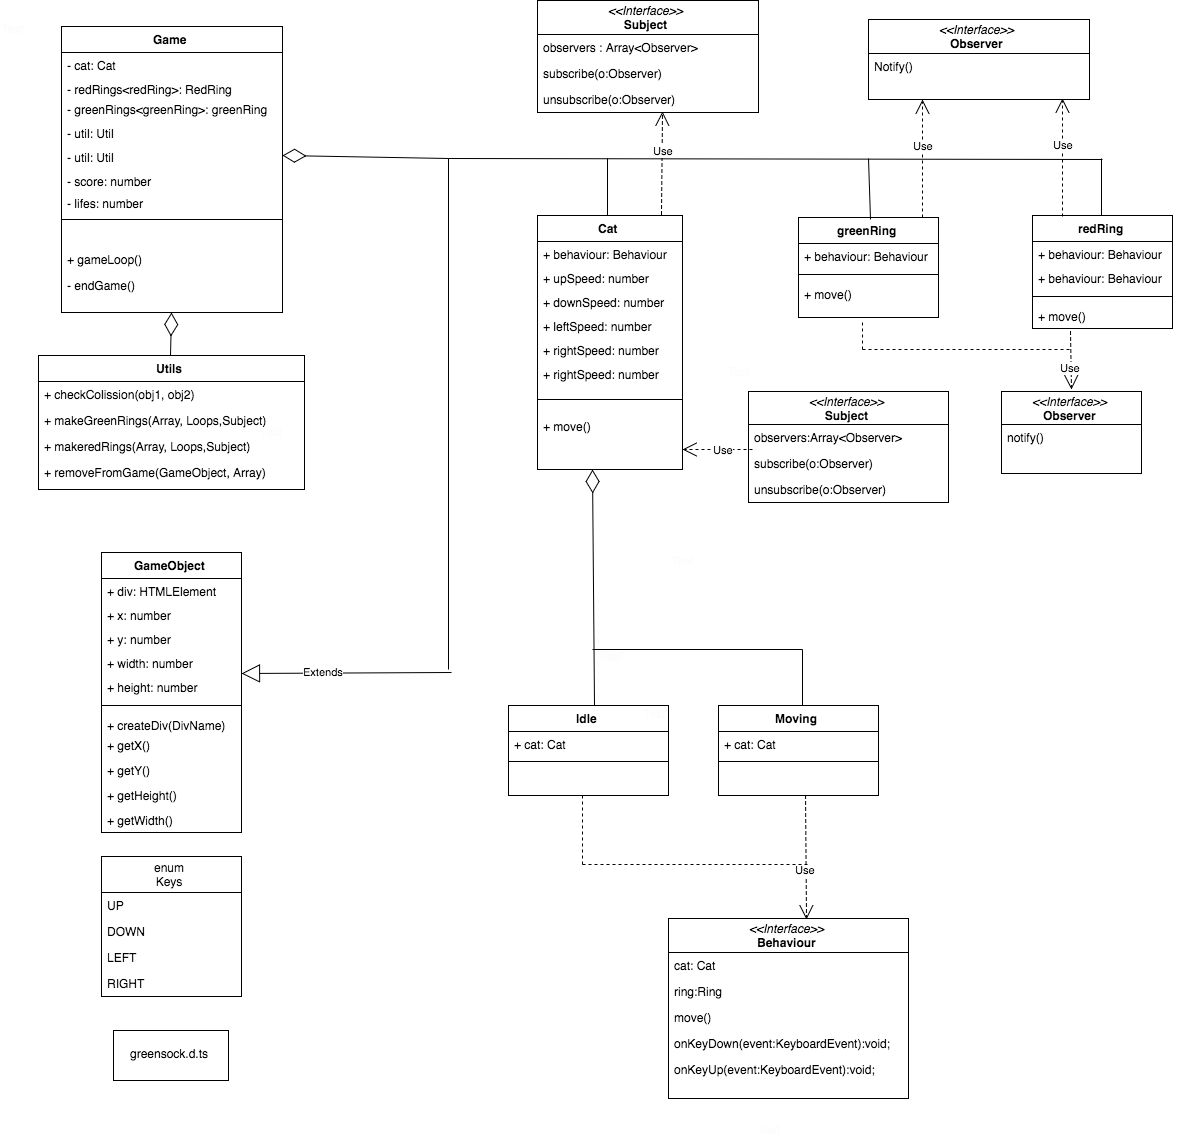 Game
- cat: Cat
- redRings<redRing>: RedRing
- greenRings<greenRing>: greenRing
- util: Util
- util: Util
- score: number
- lifes: number
+ gameLoop()
- endGame()
<<Interface>>
Subject
observers : Array<Observer>
subscribe(o:Observer)
unsubscribe(o:Observer)
<<Interface>>
Observer
Notify()
Use
Use
Use
Utils
+ checkColission(obj1, obj2)
+ makeGreenRings(Array, Loops,Subject)
+ makeredRings(Array, Loops,Subject)
+ removeFromGame(GameObject, Array)
Cat
+ behaviour: Behaviour
+ upSpeed: number
+ downSpeed: number
+ leftSpeed: number
+ rightSpeed: number
+ rightSpeed: number
+ move()
greenRing
+ behaviour: Behaviour
+ move()
redRing
+ behaviour: Behaviour
+ behaviour: Behaviour
+ move()
Use
<<Interface>>
Subject
observers:Array<Observer>
subscribe(o:Observer)
unsubscribe(o:Observer)
Use
<<Interface>>
Observer
notify()
GameObject
+ div: HTMLElement
+ x: number
+ y: number
+ width: number
+ height: number
+ createDiv(DivName)
+ getX()
+ getY()
+ getHeight()
+ getWidth()
Extends
Idle
+ cat: Cat
Moving
+ cat: Cat
Use
enum
Keys
UP
DOWN
LEFT
RIGHT
<<Interface>>
Behaviour
cat: Cat
ring:Ring
move()
onKeyDown(event:KeyboardEvent):void;
onKeyUp(event:KeyboardEvent):void;
greensock.d.ts